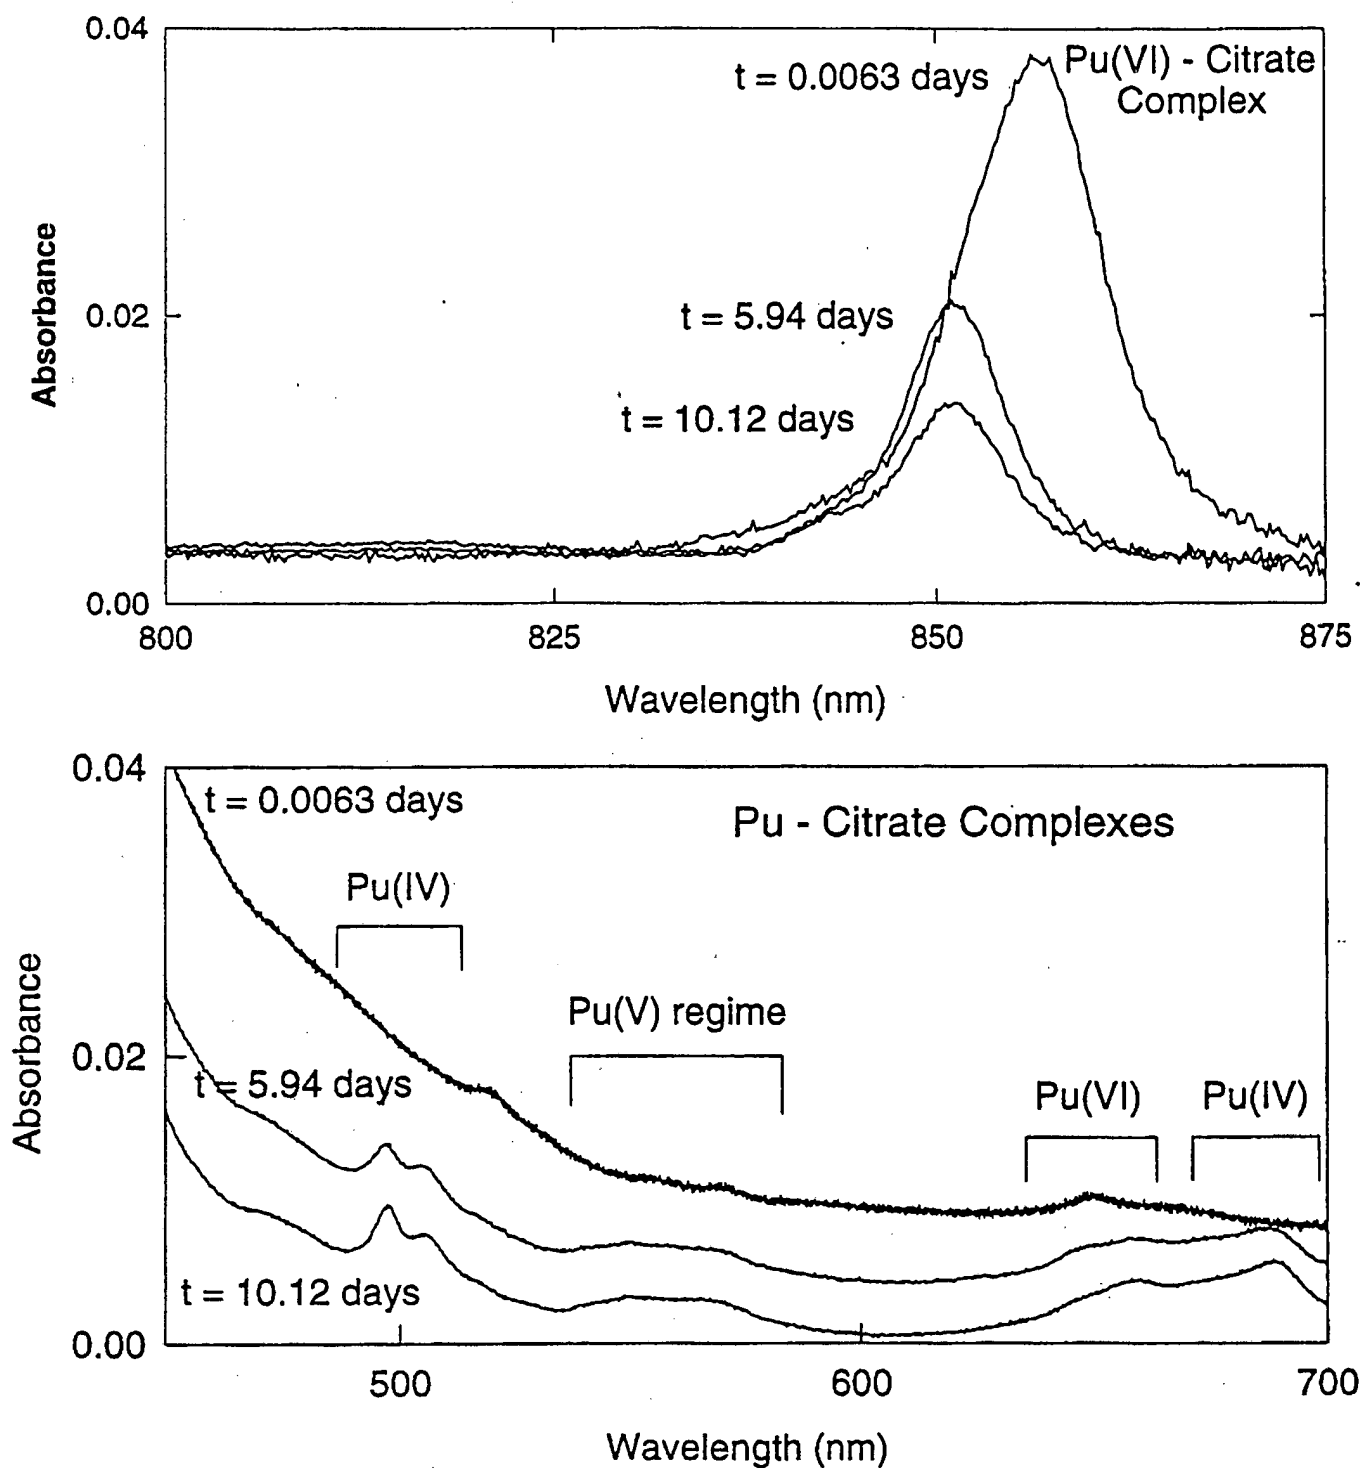 0.04
t = 0.0063 days
Pu(VI) - Citrate
Complex
Absorbance
t = 5.94 days
0.02
t = 10.12 days
0.00
800
825
850
875
Wavelength (nm)
0.04
t = 0.0063 days
Pu - Citrate Complexes
Pu(IV)
Absorbance
Pu(V) regime
0.02
t = 5.94 days
Pu(VI)
Pu(IV)
t = 10.12 days
0.00
500
600
700
Wavelength (nm)